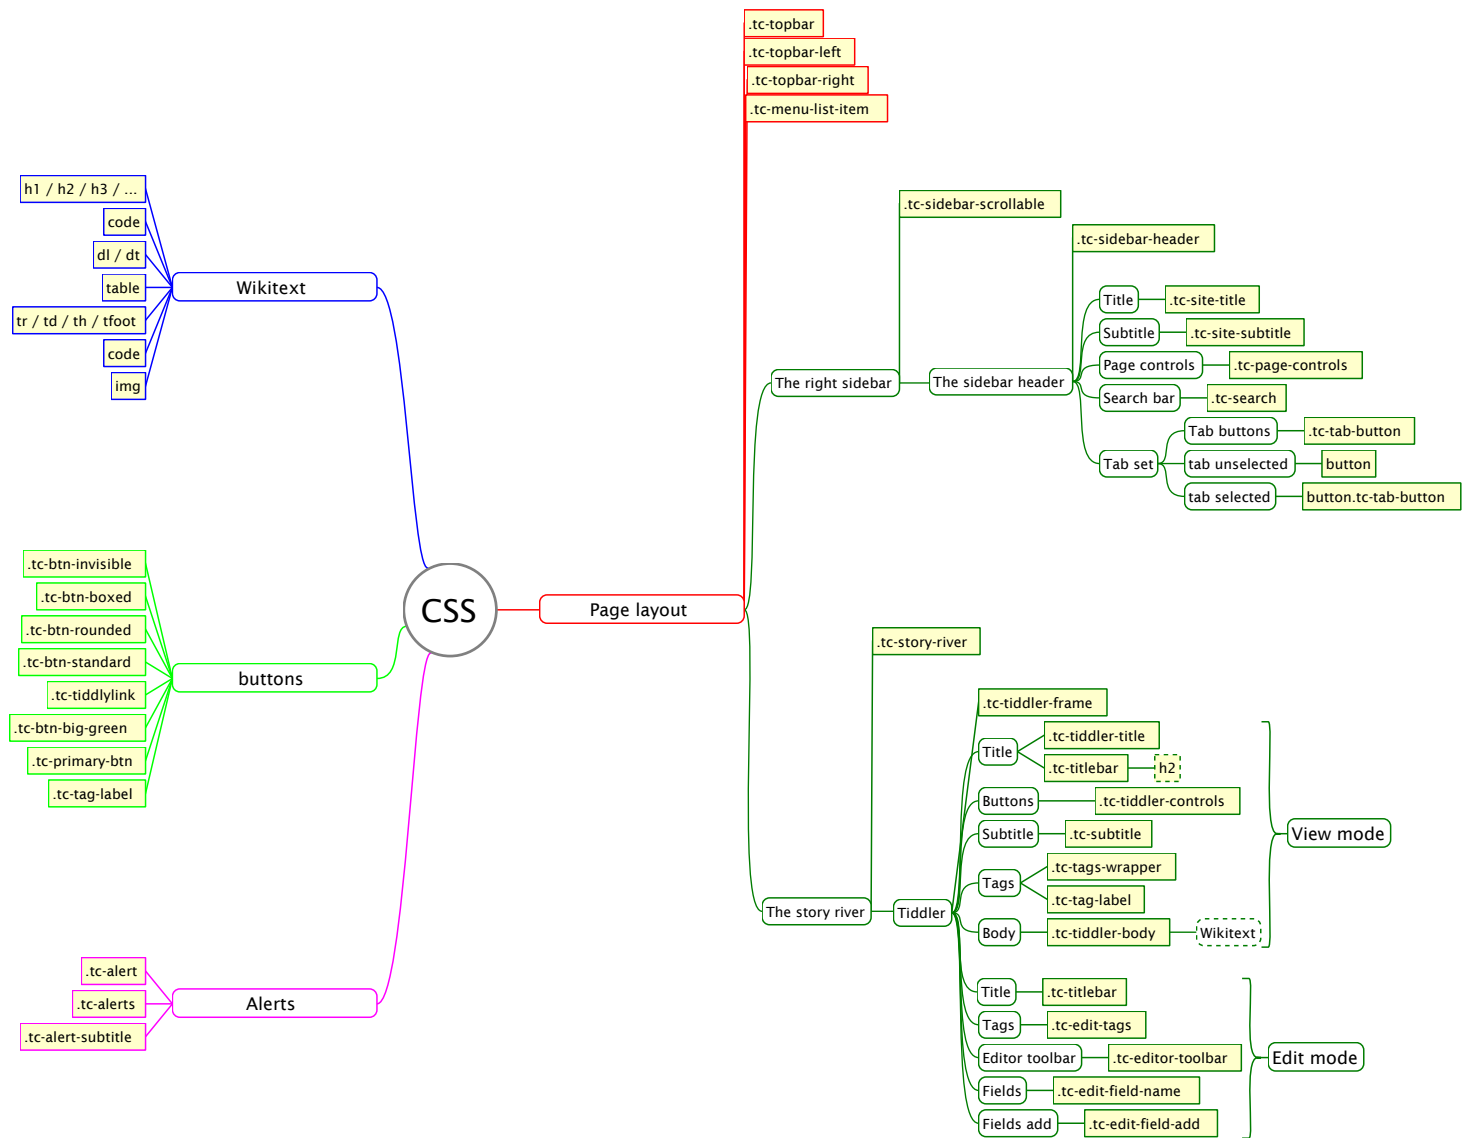 CSS
Wikitext
h1 / h2 / h3 / ...
code
dl / dt
table
tr / td / th / tfoot
code
img
buttons
.tc-btn-invisible
.tc-btn-boxed
.tc-btn-rounded
.tc-btn-standard
.tc-tiddlylink
.tc-btn-big-green
.tc-primary-btn
.tc-tag-label
Alerts
.tc-alert
.tc-alerts
.tc-alert-subtitle
Page layout
.tc-topbar
.tc-topbar-left
.tc-topbar-right
.tc-menu-list-item
The right sidebar
.tc-sidebar-scrollable
The sidebar header
.tc-sidebar-header
Title
.tc-site-title
Subtitle
.tc-site-subtitle
Page controls
.tc-page-controls
Search bar
.tc-search
Tab set
Tab buttons
.tc-tab-button
tab unselected
button
tab selected
button.tc-tab-button
The story river
.tc-story-river
Tiddler
.tc-tiddler-frame
Title
.tc-tiddler-title
.tc-titlebar
h2
Buttons
.tc-tiddler-controls
Subtitle
.tc-subtitle
Tags
.tc-tags-wrapper
.tc-tag-label
Body
.tc-tiddler-body
Wikitext
View mode
Title
.tc-titlebar
Tags
.tc-edit-tags
Editor toolbar
.tc-editor-toolbar
Fields
.tc-edit-field-name
Fields add
.tc-edit-field-add
Edit mode